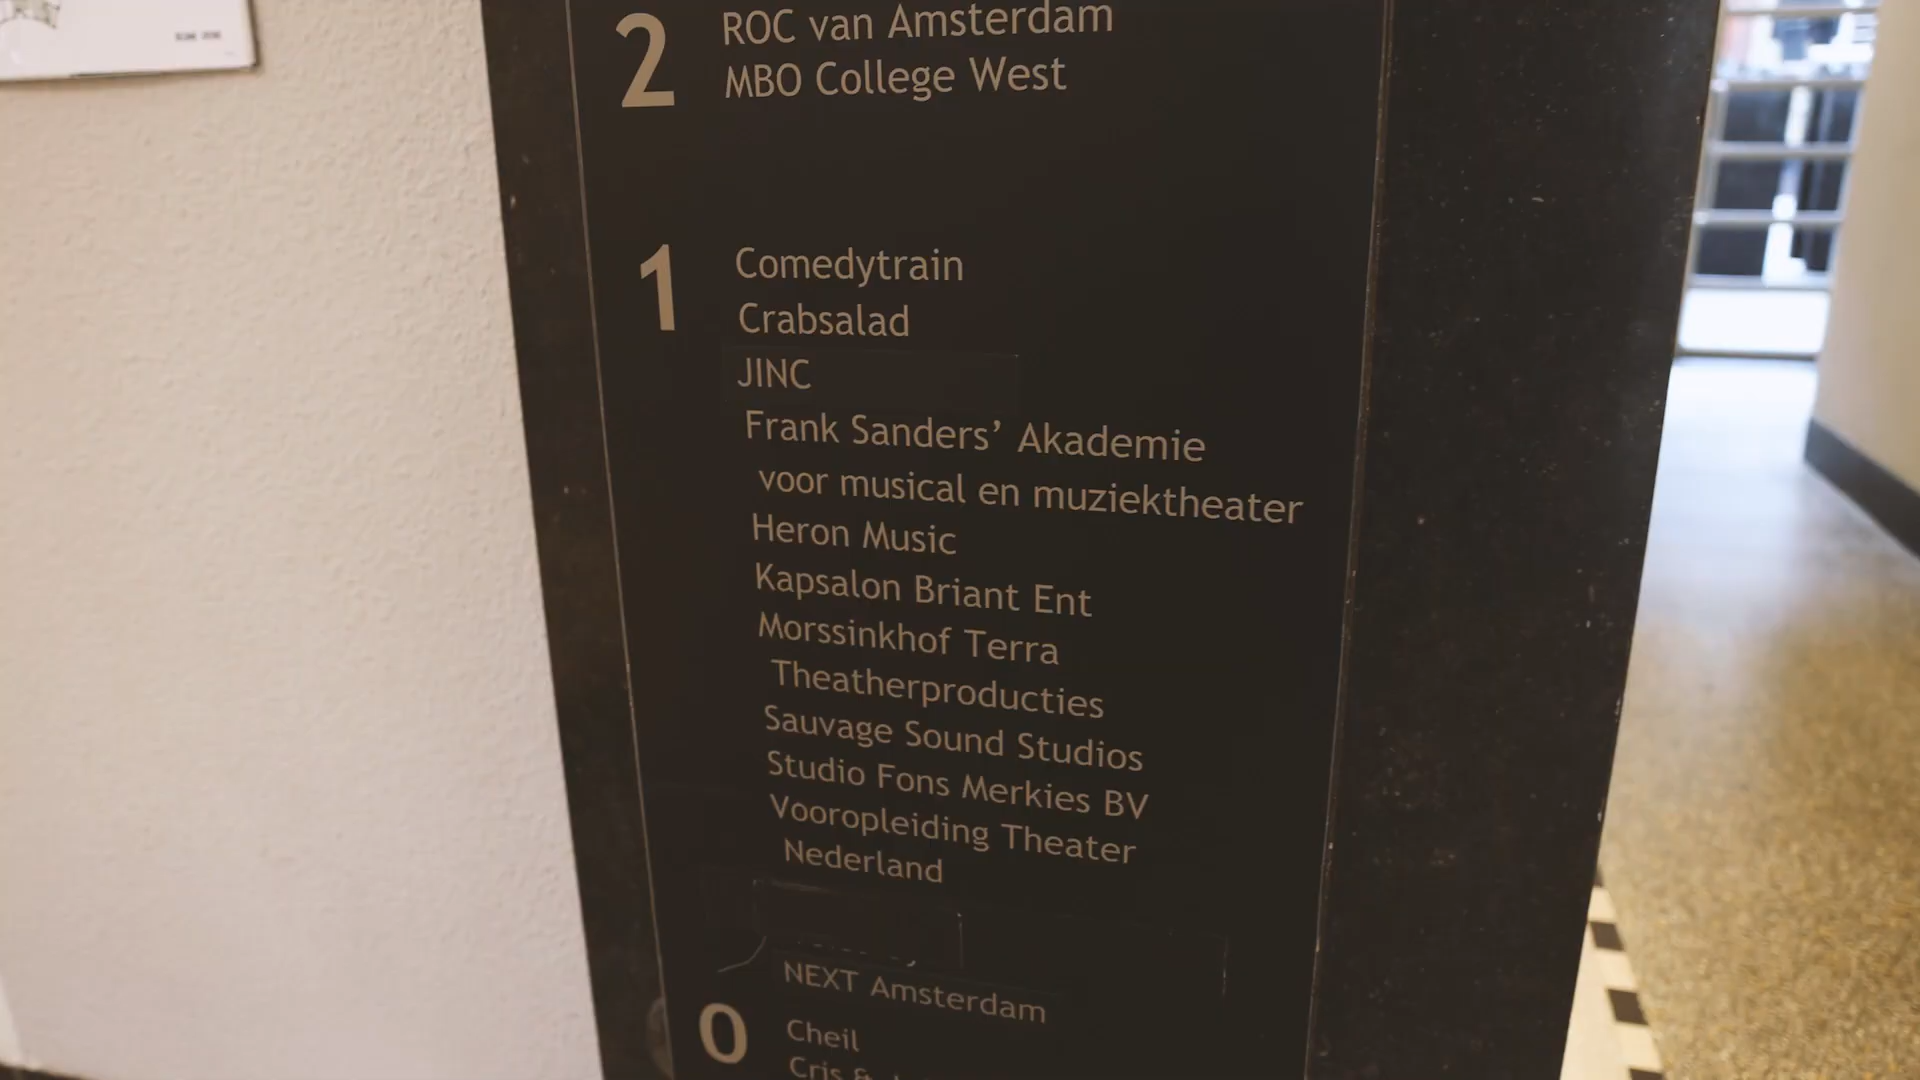 2
ROC van Amsterdam
MBO College West
1
Comedytrain
Crabsalad
JINC
Frank Sanders’ Akademie
voor musical en muziektheater
Heron Music
Kapsalon Briant Ent
Morssinkhof Terra
Theatherproducties
Sauvage Sound Studios
Studio Fons Merkies BV
Vooropleiding Theater
Nederland
NEXT Amsterdam
0
Cheil
Cris &